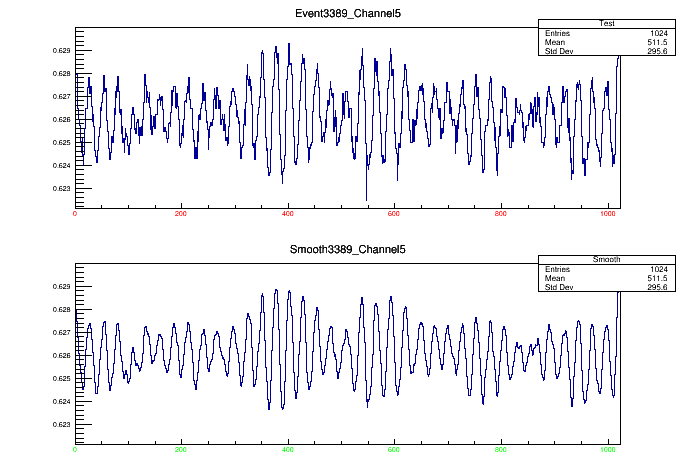 Event3389_Channel5
Test
Entries 1024
Mean 511.5
Std Dev 295.6
0.629
0.628
0.627
0.626
0.625
0.624
0.623
0 200 400 600 800 1000
Smooth3389_Channel5
Smooth
Entries 1024
Mean 511.5
Std Dev 295.6
0.629
0.628
0.627
0.626
0.625
0.624
0.623
0 200 400 600 800 1000